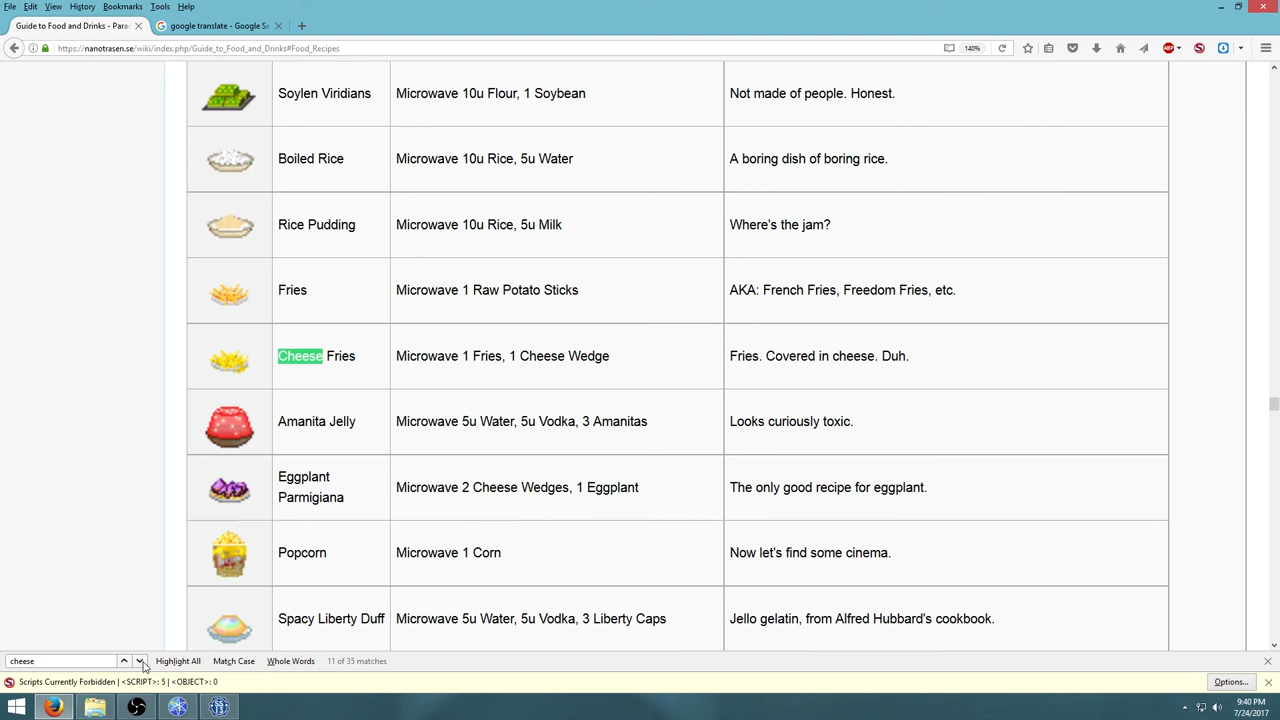 File Edit View History Bookmarks Tools Help
Guide to Food and Drinks - Para
google translate - Google Se
https://nanotrasen.se/wiki/index.php/Guide_to_Food_and_Drinks#Food_Recipes
140%
ABP
Soylen Viridians Microwave 10u Flour, 1 Soybean Not made of people. Honest.
Boiled Rice Microwave 10u Rice, 5u Water A boring dish of boring rice.
Rice Pudding Microwave 10u Rice, 5u Milk Where's the jam?
Fries Microwave 1 Raw Potato Sticks AKA: French Fries, Freedom Fries, etc.
Cheese Fries Microwave 1 Fries, 1 Cheese Wedge Fries. Covered in cheese. Duh.
Amanita Jelly Microwave 5u Water, 5u Vodka, 3 Amanitas Looks curiously toxic.
Eggplant
Parmigiana Microwave 2 Cheese Wedges, 1 Eggplant The only good recipe for eggplant.
Popcorn Microwave 1 Corn Now let's find some cinema.
Spacy Liberty Duff Microwave 5u Water, 5u Vodka, 3 Liberty Caps Jello gelatin, from Alfred Hubbard's cookbook.
cheese Highlight All Match Case Whole Words 11 of 35 matches
Scripts Currently Forbidden | <SCRIPT>: 5 | <OBJECT>: 0 Options...
9:40 PM
7/24/2017